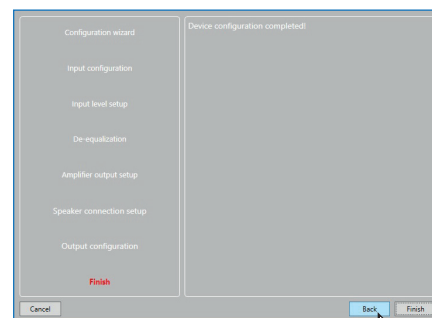 Configuration wizard
Input configuration
Input level setup
De-equalization
Amplifier output setup
Speaker connection setup
Output configuration
Finish
Device configuration completed!
Cancel
Back
Finish